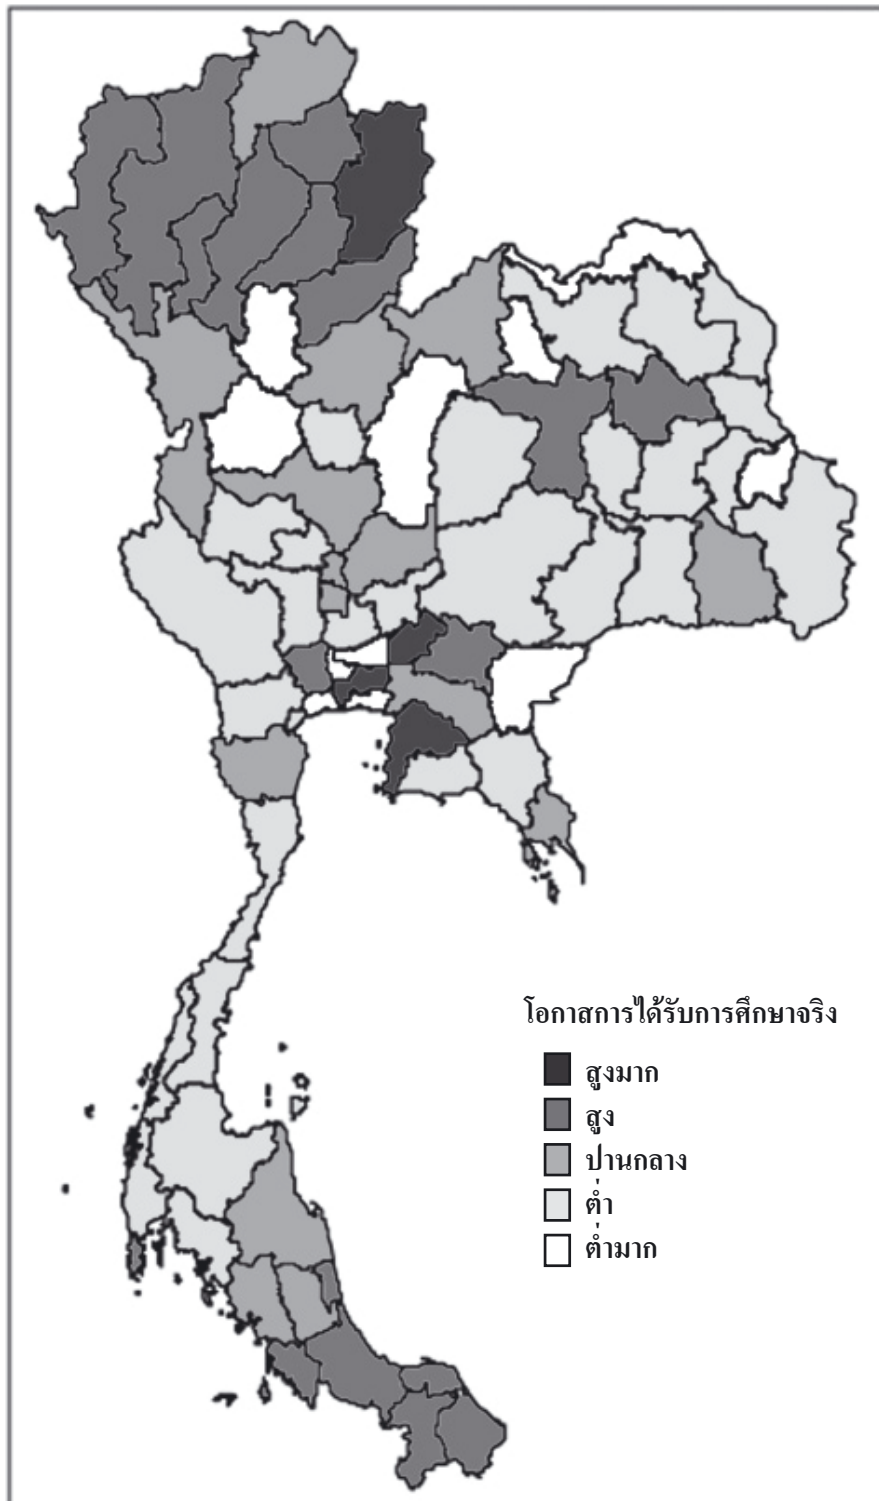 โอกาสการได้รับการศึกษาจริง
สูงมาก
สูง
ปานกลาง
ต่ำ
ต่ำมาก